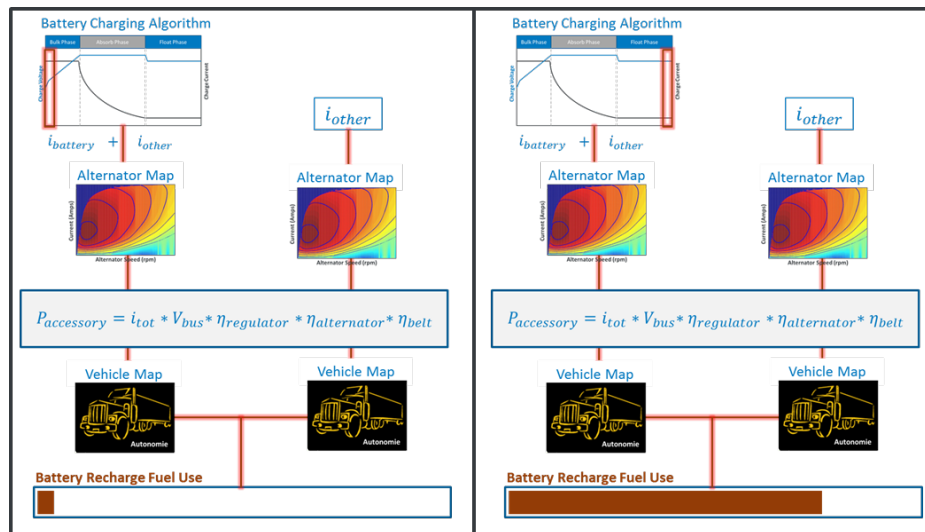 Battery Charging Algorithm
Bulk Phase Absorb Phase Float Phase
Charge Voltage
Charge Current
i_battery + i_other
i_other
Alternator Map
Current (Amps)
Alternator Speed (rpm)
Alternator Map
Current (Amps)
Alternator Speed (rpm)
P_accessory = i_tot * V_bus * η_regulator * η_alternator * η_belt
Vehicle Map
Autonomie
Vehicle Map
Autonomie
Battery Recharge Fuel Use
Battery Charging Algorithm
Bulk Phase Absorb Phase Float Phase
Charge Voltage
Charge Current
i_battery + i_other
i_other
Alternator Map
Current (Amps)
Alternator Speed (rpm)
Alternator Map
Current (Amps)
Alternator Speed (rpm)
P_accessory = i_tot * V_bus * η_regulator * η_alternator * η_belt
Vehicle Map
Autonomie
Vehicle Map
Autonomie
Battery Recharge Fuel Use